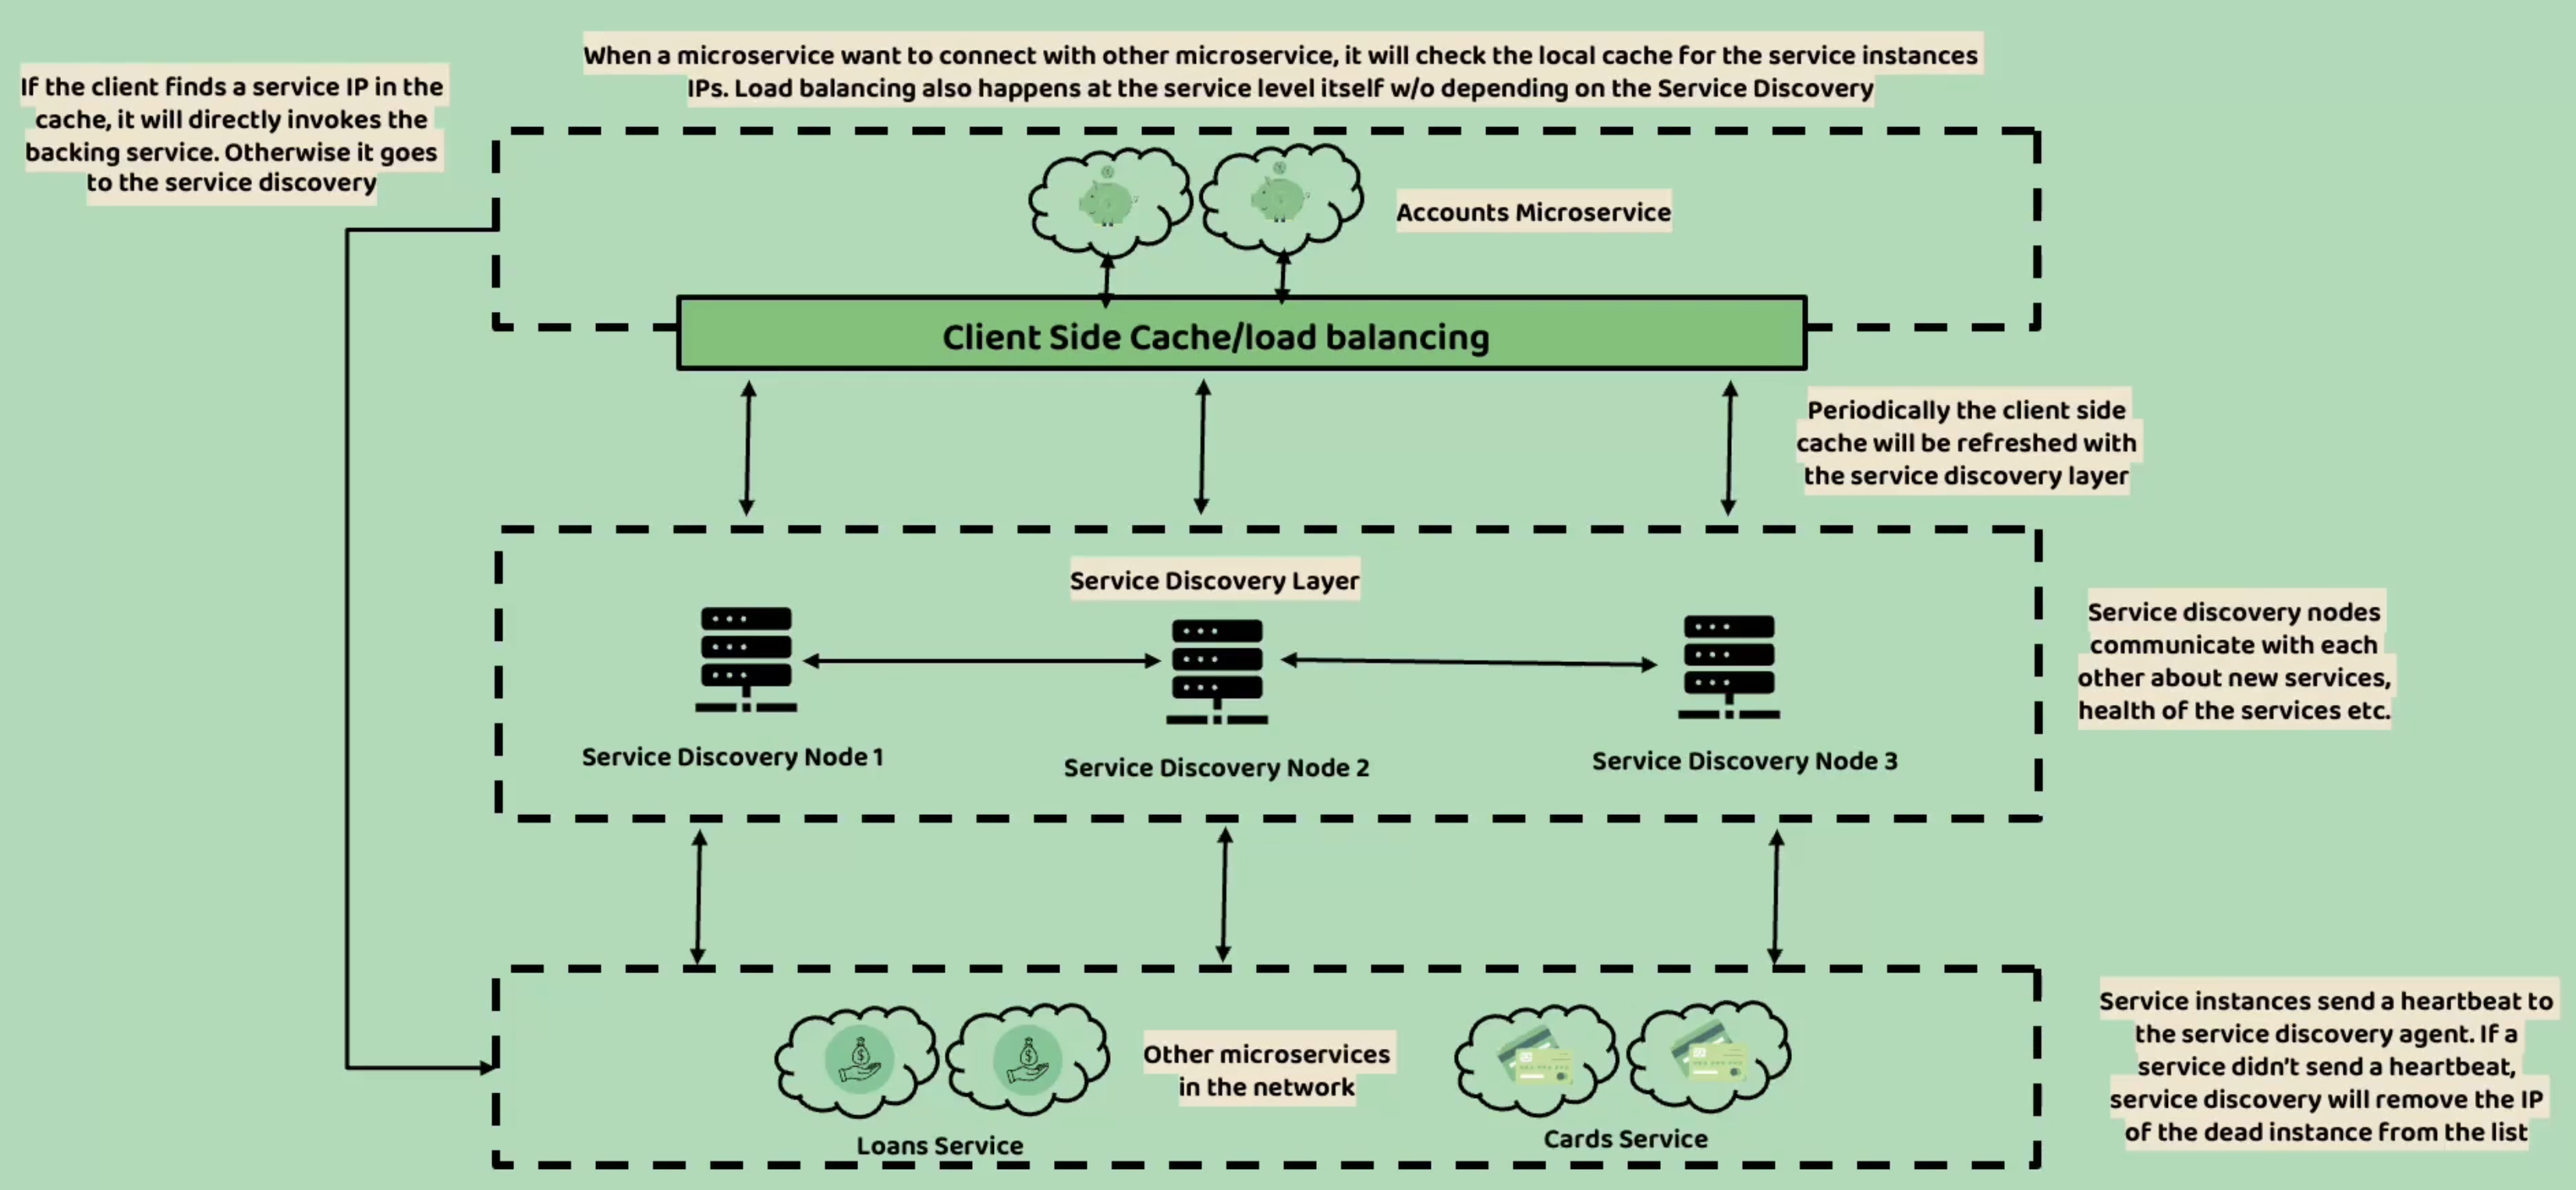 When a microservice want to connect with other microservice, it will check the local cache for the service instances
IPs. Load balancing also happens at the service level itself w/o depending on the Service Discovery
If the client finds a service IP in the
cache, it will directly invokes the
backing service. Otherwise it goes
to the service discovery
Accounts Microservice
Client Side Cache/load balancing
Periodically the client side
cache will be refreshed with
the service discovery layer
Service Discovery Layer
Service Discovery Node 1
Service Discovery Node 2
Service Discovery Node 3
Service discovery nodes
communicate with each
other about new services,
health of the services etc.
Other microservices
in the network
Loans Service
Cards Service
Service instances send a heartbeat to
the service discovery agent. If a
service didn't send a heartbeat,
service discovery will remove the IP
of the dead instance from the list